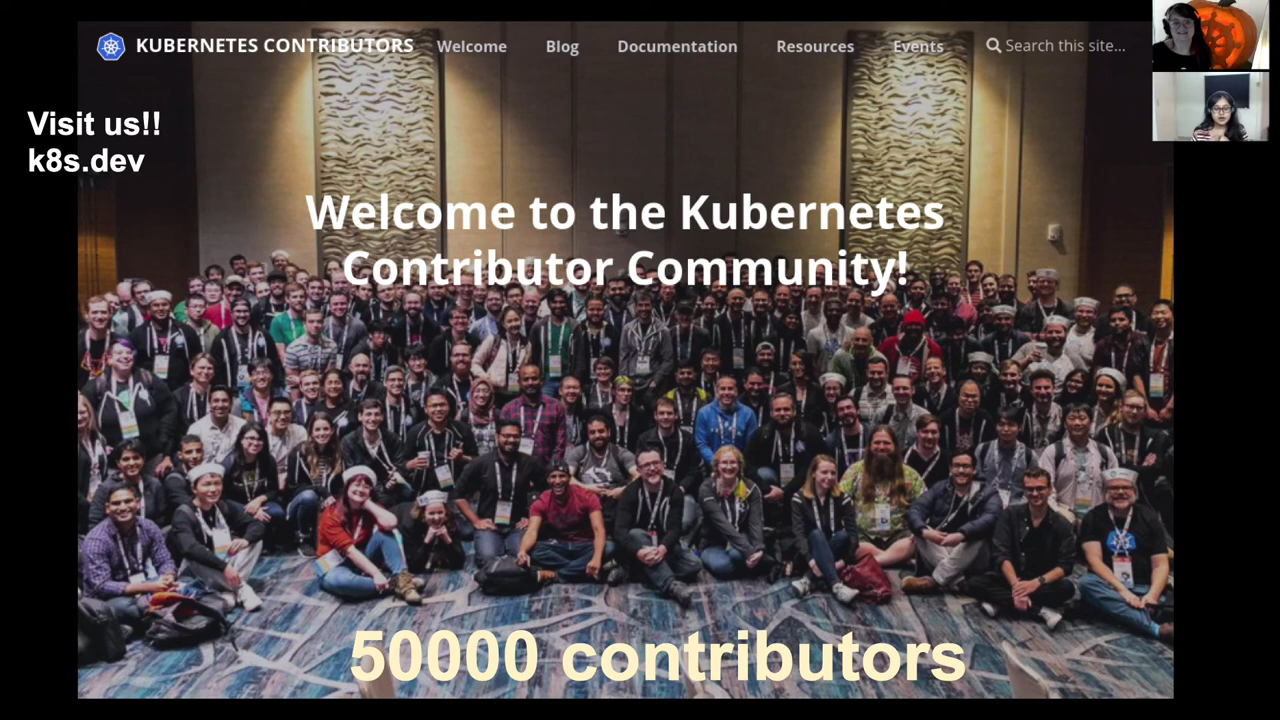 KUBERNETES CONTRIBUTORS Welcome Blog Documentation Resources Events Search this site...
Visit us!!
k8s.dev
Welcome to the Kubernetes
Contributor Community!
50000 contributors